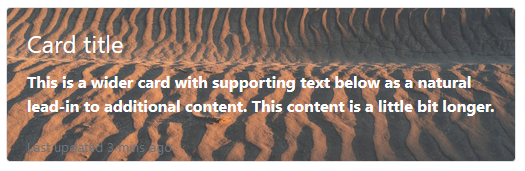 Card title
This is a wider card with supporting text below as a natural
lead-in to additional content. This content is a little bit longer.
Last updated 3 mins ago